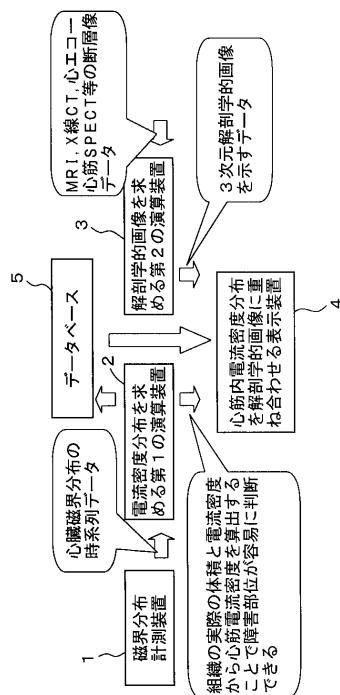 1
磁界分布
計測装置
心臓磁界分布の
時系列データ
2
電流密度分布を求
める第1の演算装置
5
データベース
MRI,X線CT,心エコー
心筋SPECT等の断層像
データ
3
解剖学的画像を求
める第2の演算装置
組織の実際の体積と電流密度
から心筋電流密度を算出する
ことで障害部位が容易に判断
できる
3次元解剖学的画像
を示すデータ
心筋内電流密度分布
を解剖学的画像に重
ね合わせる表示装置
4